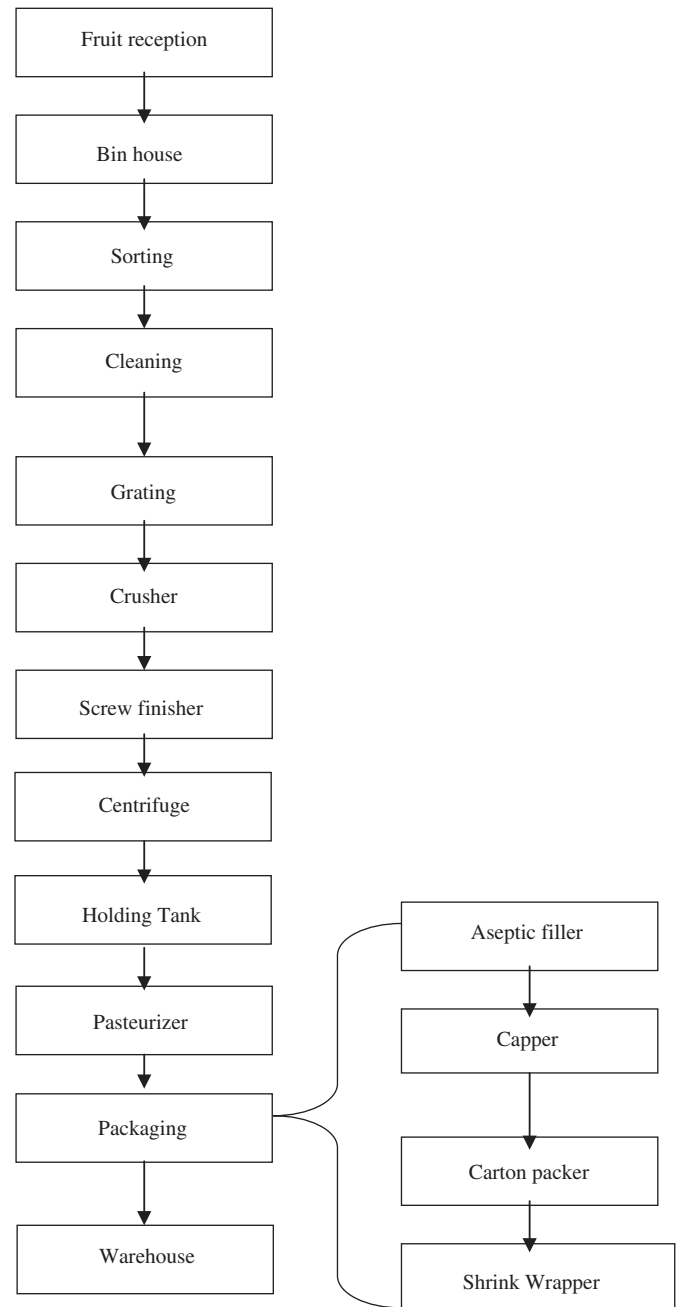 Fruit reception
Bin house
Sorting
Cleaning
Grating
Crusher
Screw finisher
Centrifuge
Holding Tank
Pasteurizer
Packaging
Warehouse
Aseptic filler
Capper
Carton packer
Shrink Wrapper